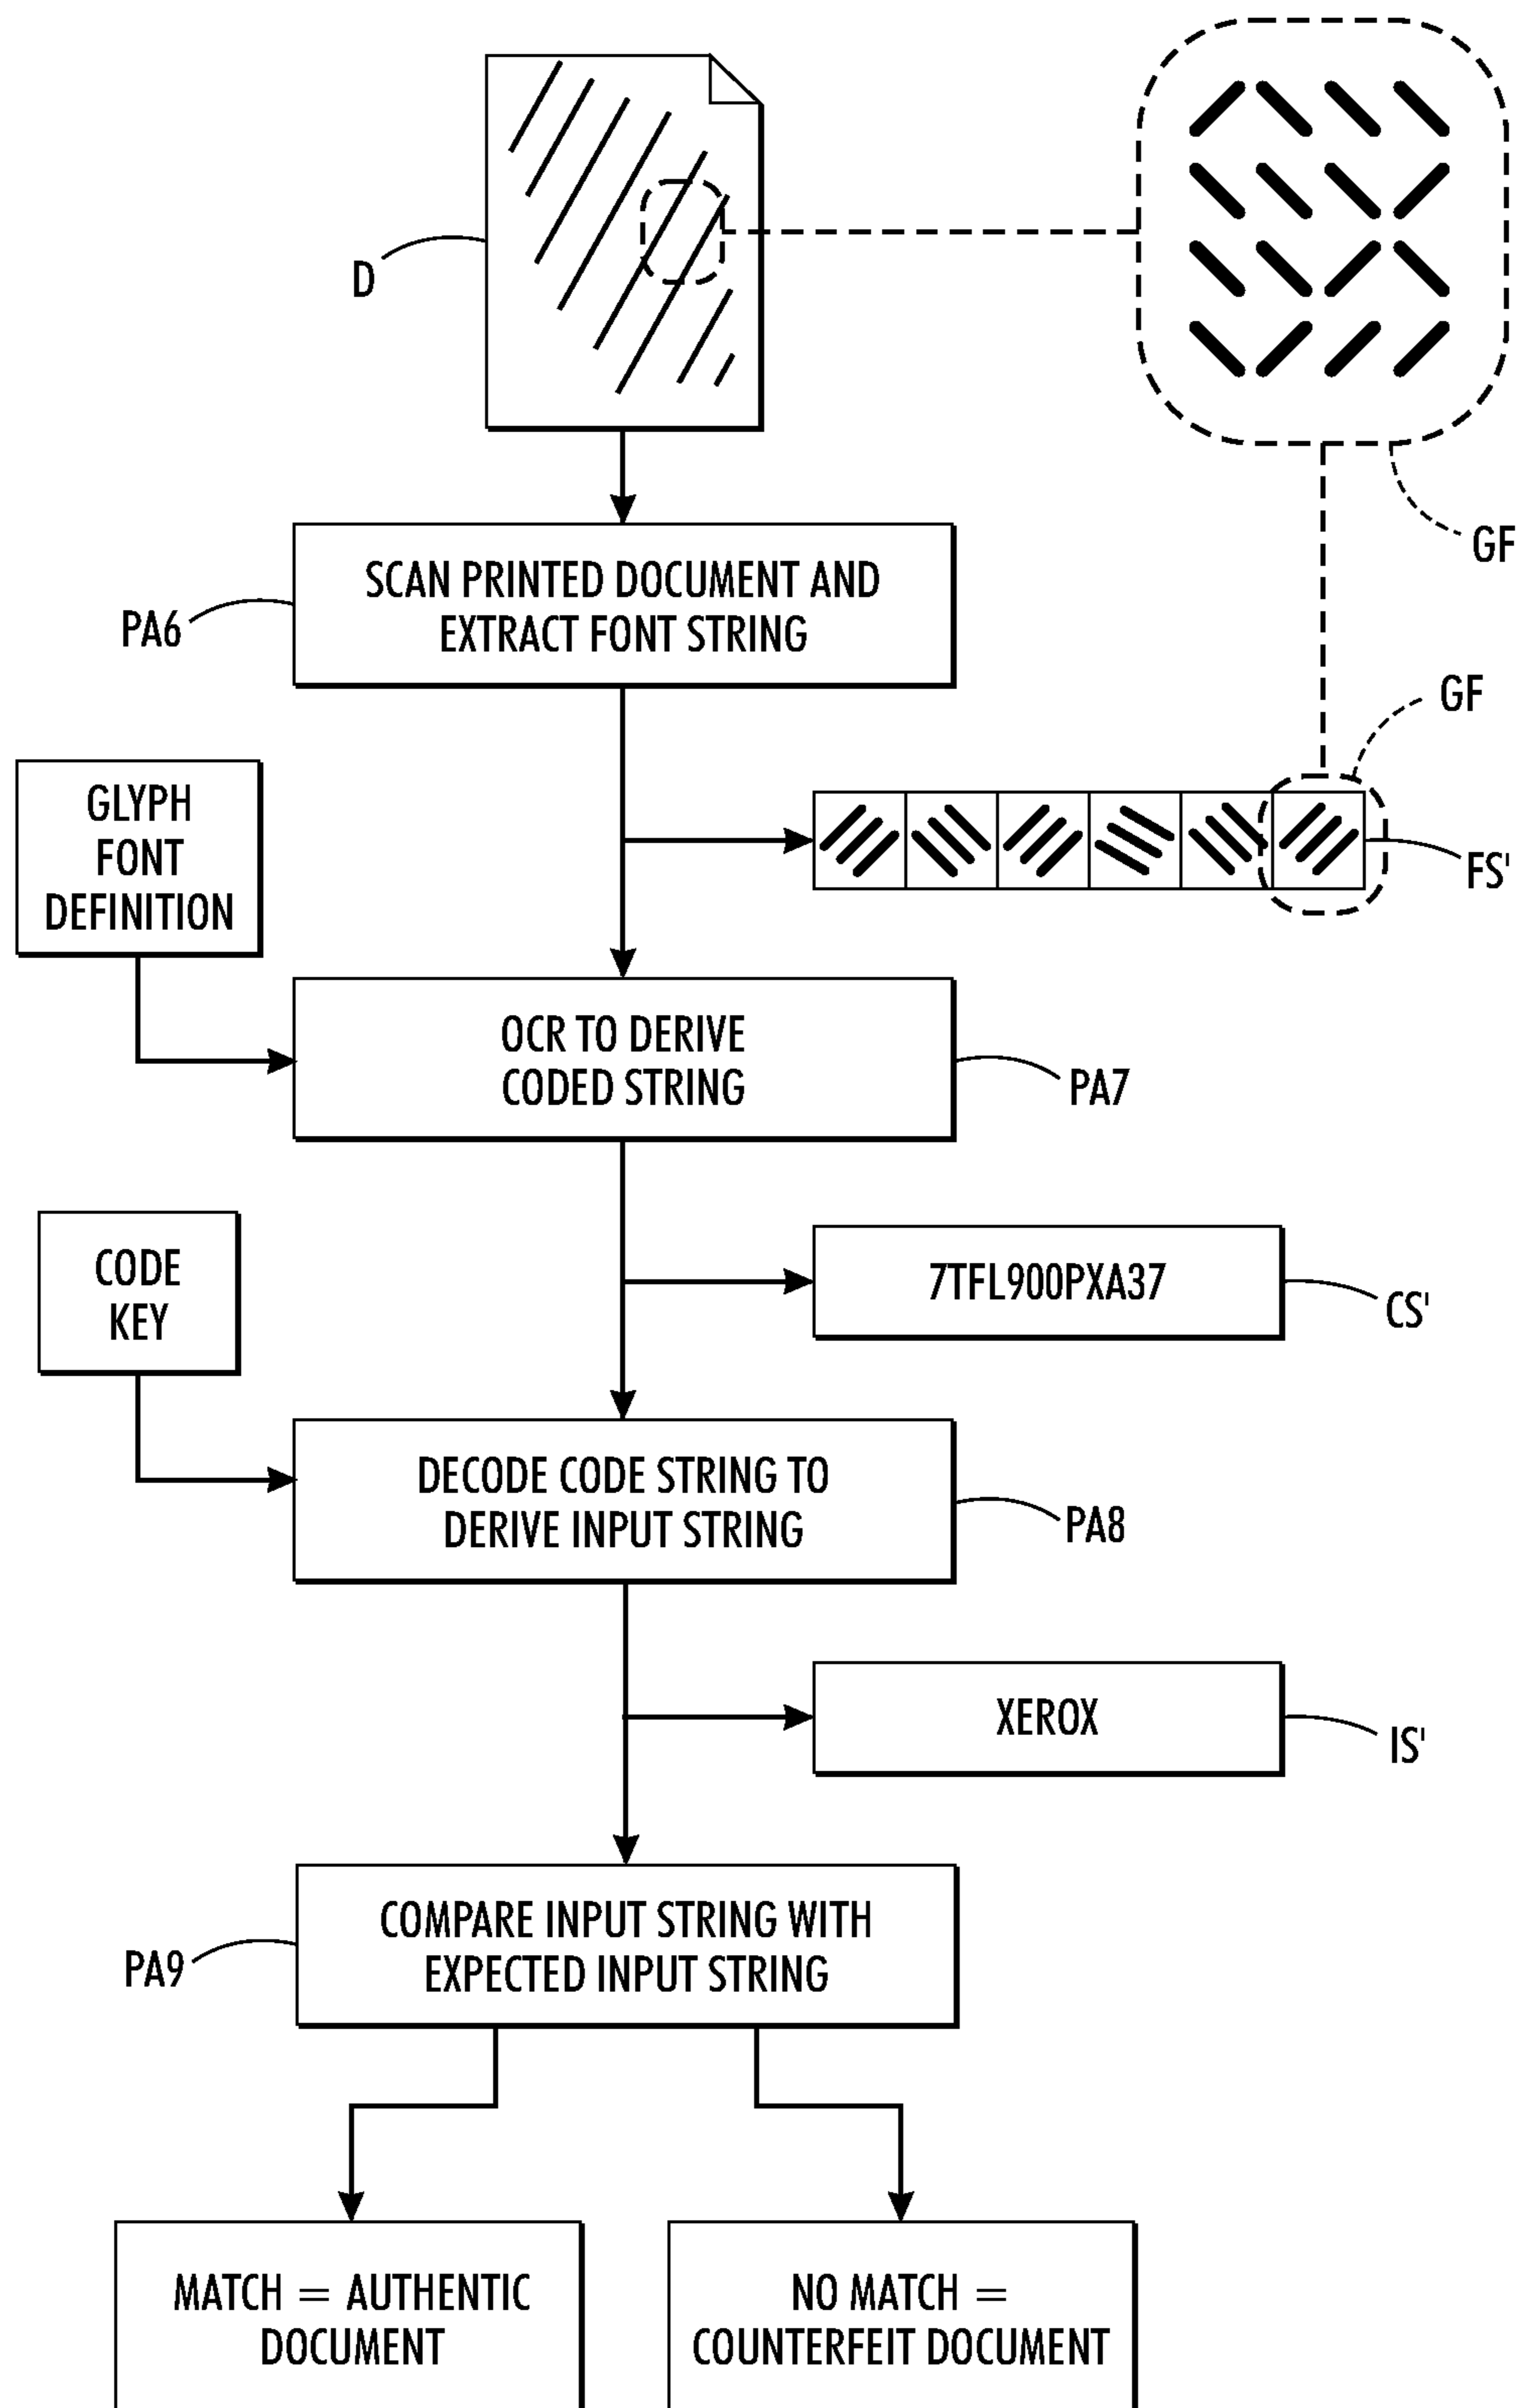 D
GF
SCAN PRINTED DOCUMENT AND
EXTRACT FONT STRING
PA6
GF
GLYPH
FONT
DEFINITION
FS'
OCR TO DERIVE
CODED STRING
PA7
CODE
KEY
7TFL900PXA37
CS'
DECODE CODE STRING TO
DERIVE INPUT STRING
PA8
XEROX
IS'
COMPARE INPUT STRING WITH
EXPECTED INPUT STRING
PA9
MATCH = AUTHENTIC
DOCUMENT
NO MATCH =
COUNTERFEIT DOCUMENT